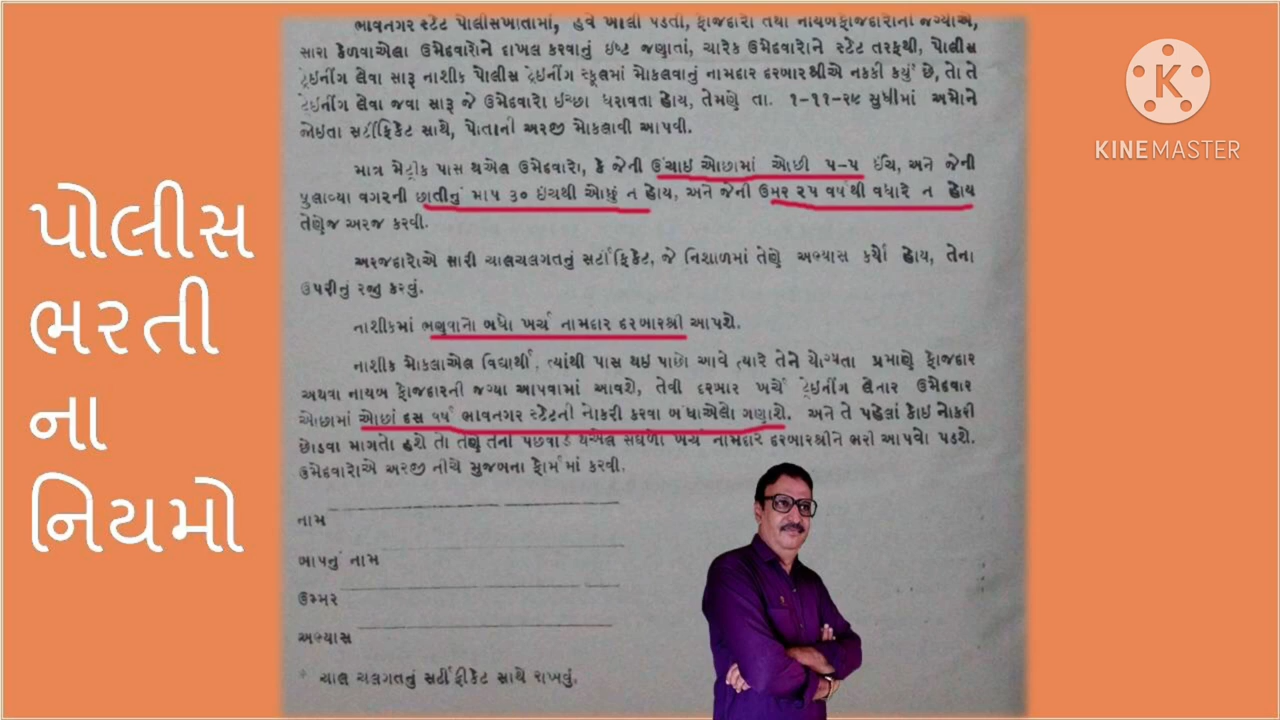 પોલીસ
ભરતી
ના
નિયમો
ભાવનગર સ્ટેટ પોલીસખાતામાં, હવે ખાલી પડતી, ફોજદારો તથા નાયબફોજદારોની જગ્યાએ,
સારા કેળવાએલા ઉમેદવારોને દાખલ કરવાનું ઇષ્ટ જણાતાં, ચારેક ઉમેદવારોને સ્ટેટ તરફથી, પોલીસ
ટ્રેઇનીંગ લેવા સારૂ નાશીક પોલીસ ટ્રેઇનીંગ સ્કુલમાં મોકલવાનું નામદાર દરબારશ્રીએ નકકી કર્યું છે, તો તે
ટ્રેઇનીંગ લેવા જવા સારૂ જે ઉમેદવારો ઇચ્છા ધરાવતા હોય, તેમણે તા. ૧-૧૧-૨૯ સુધીમાં અમોને
જોઇતા સર્ટીફિકેટ સાથે, પોતાની અરજી મોકલાવી આપવી.
માત્ર મેટ્રીક પાસ થએલ ઉમેદવારો, કે જેની ઉંચાઇ ઓછામાં ઓછી ૫-૫ ઇંચ, અને જેની
ફુલાવ્યા વગરની છાતીનું માપ ૩૦ ઇંચથી ઓછું ન હોય, અને જેની ઉમર ૨૫ વર્ષથી વધારે ન હોય
તેણેજ અરજ કરવી.
અરજદારોએ સારી ચાલચલગતનું સર્ટીફિકેટ, જે નિશાળમાં તેણે અભ્યાસ કર્યો હોય, તેના
ઉપરીનું રજુ કરવું.
નાશીકમાં ભણવાનો બધો ખર્ચ નામદાર દરબારશ્રી આપશે.
નાશીક મોકલાએલ વિદ્યાર્થી, ત્યાંથી પાસ થઇ પાછો આવે ત્યારે તેને યોગ્યતા પ્રમાણે ફોજદાર
અથવા નાયબ ફોજદારની જગ્યા આપવામાં આવશે, તેવી દરબાર ખર્ચે ટ્રેઇનીંગ લેનાર ઉમેદવાર
ઓછામાં ઓછાં દસ વર્ષ ભાવનગર સ્ટેટની નોકરી કરવા બંધાએલો ગણાશે. અને તે પહેલાં કોઇ નોકરી
છોડવા માગતો હશે તો તેણે તેની પછવાડે થએલ સઘળો ખર્ચ નામદાર દરબારશ્રીને ભરી આપવો પડશે.
ઉમેદવારોએ અરજી નીચે મુજબના ફોર્મમાં કરવી.
નામ
બાપનું નામ
ઉમ્મર
અભ્યાસ
* ચાલ ચલગતનું સર્ટીફીકેટ સાથે રાખવું.
K
KINEMASTER